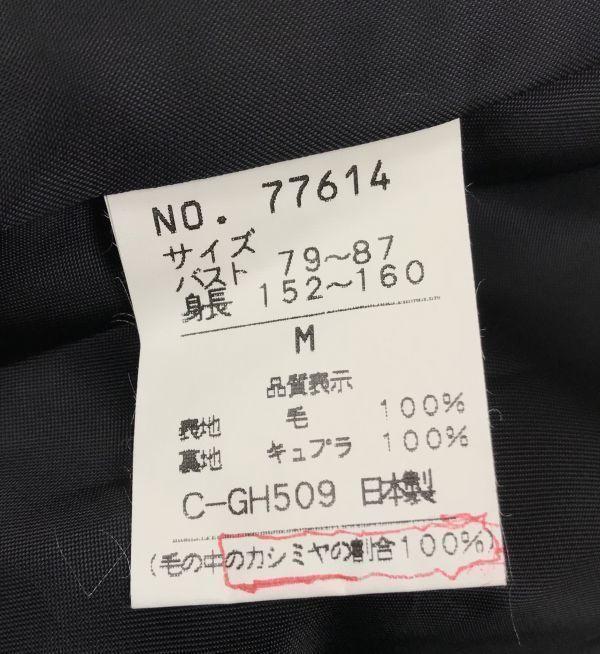 NO. 77614
サイズ
バスト 79～87
身長 152～160
M
品質表示
表地 毛 100%
裏地 キュプラ 100%
C-GH509 日本製
(毛の中のカシミヤの割合100%)